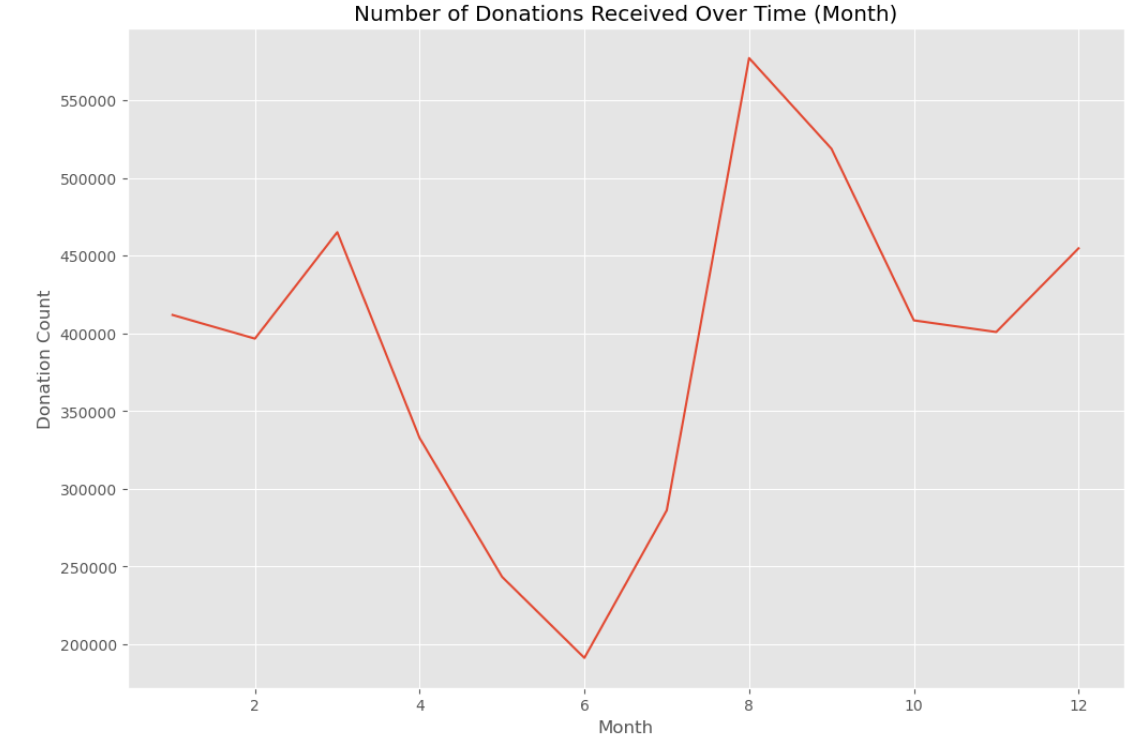 Number of Donations Received Over Time (Month)
Donation Count
550000
500000
450000
400000
350000
300000
250000
200000
2 4 6 8 10 12
Month